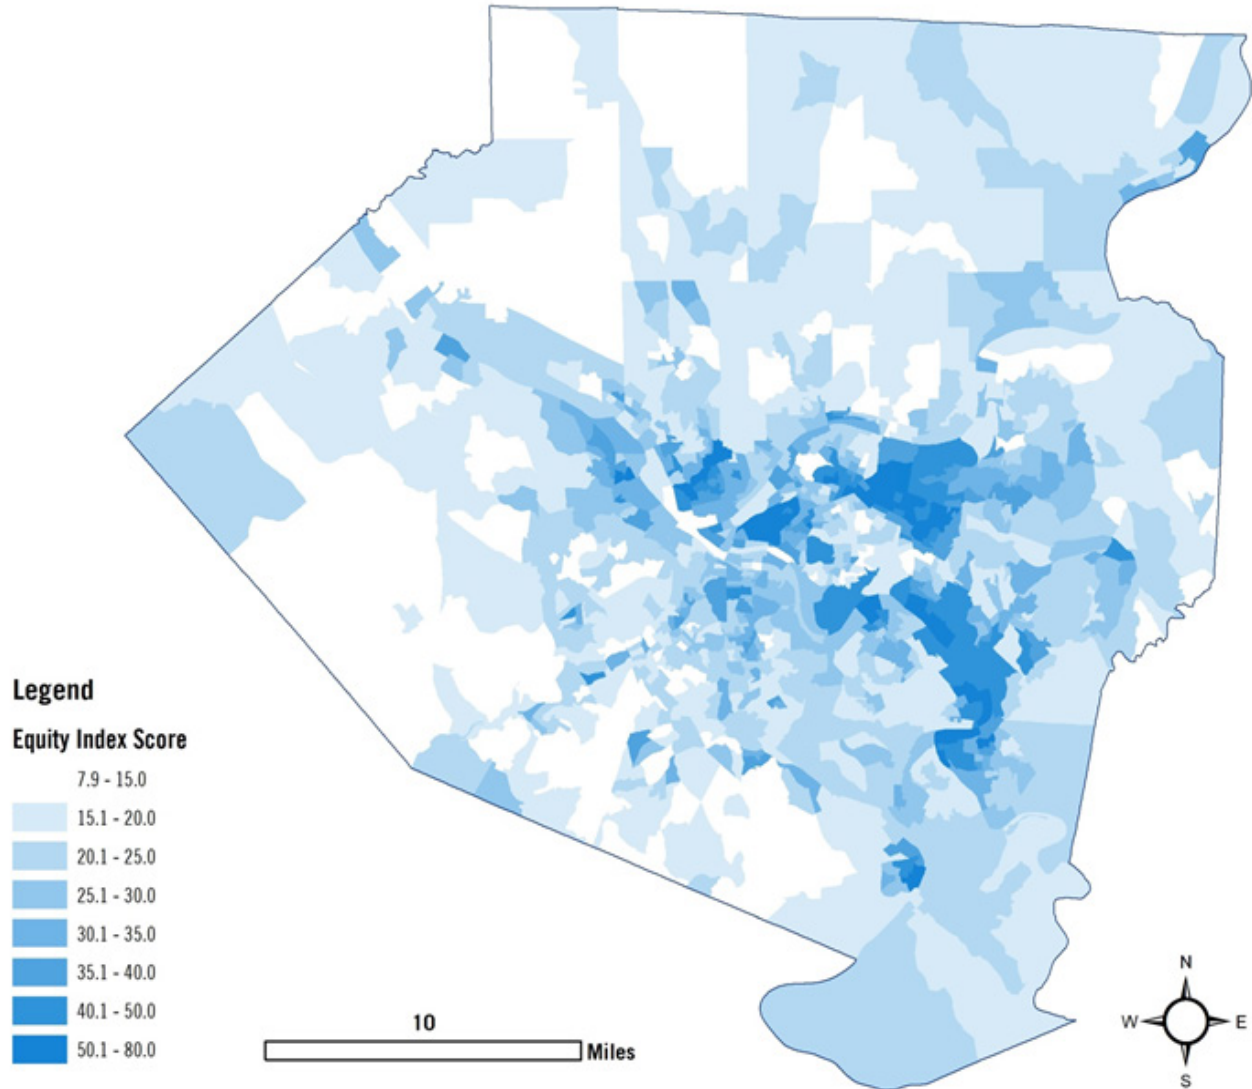 Legend
Equity Index Score
7.9 - 15.0
15.1 - 20.0
20.1 - 25.0
25.1 - 30.0
30.1 - 35.0
35.1 - 40.0
40.1 - 50.0
50.1 - 80.0
10
Miles
N
W E
S